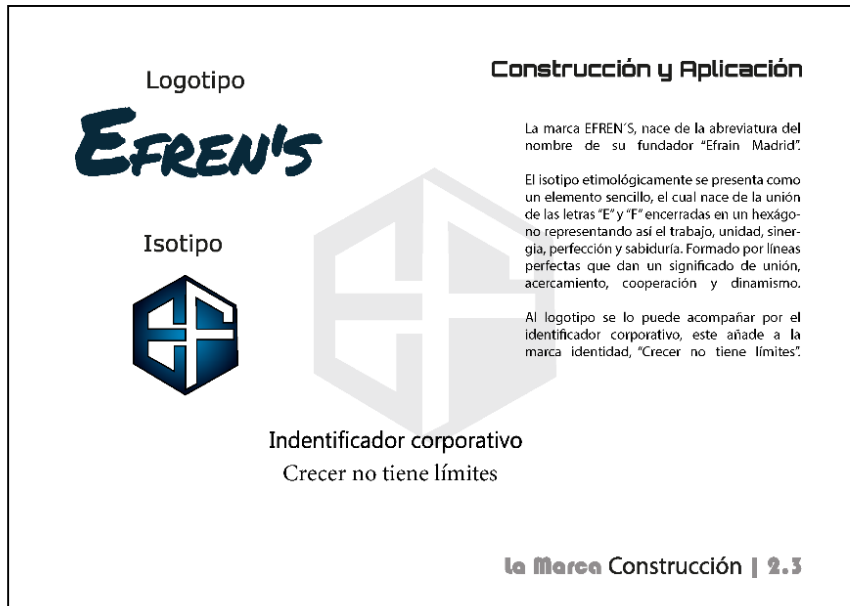 Logotipo
EFREN'S
Isotipo
EF
Indentificador corporativo
Crecer no tiene límites
Construcción y Aplicación
La marca EFREN´S, nace de la abreviatura del
nombre de su fundador “Efrain Madrid”.
El isotipo etimológicamente se presenta como
un elemento sencillo, el cual nace de la unión
de las letras “E” y “F” encerradas en un hexágo-
no representando así el trabajo, unidad, siner-
gia, perfección y sabiduría. Formado por líneas
perfectas que dan un significado de unión,
acercamiento, cooperación y dinamismo.
Al logotipo se lo puede acompañar por el
identificador corporativo, este añade a la
marca identidad, “Crecer no tiene límites”.
La Marca Construcción | 2.3